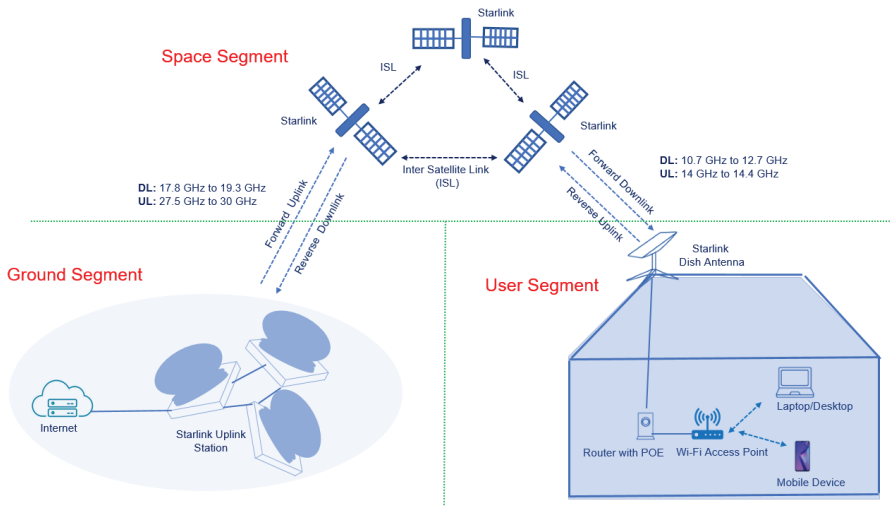 Starlink
Space Segment
ISL
ISL
Starlink
Starlink
Inter Satellite Link
(ISL)
DL: 17.8 GHz to 19.3 GHz
UL: 27.5 GHz to 30 GHz
DL: 10.7 GHz to 12.7 GHz
UL: 14 GHz to 14.4 GHz
Forward Uplink
Reverse Downlink
Forward Downlink
Reverse Uplink
Ground Segment
User Segment
Starlink
Dish Antenna
Internet
Starlink Uplink
Station
Laptop/Desktop
Router with POE
Wi-Fi Access Point
Mobile Device